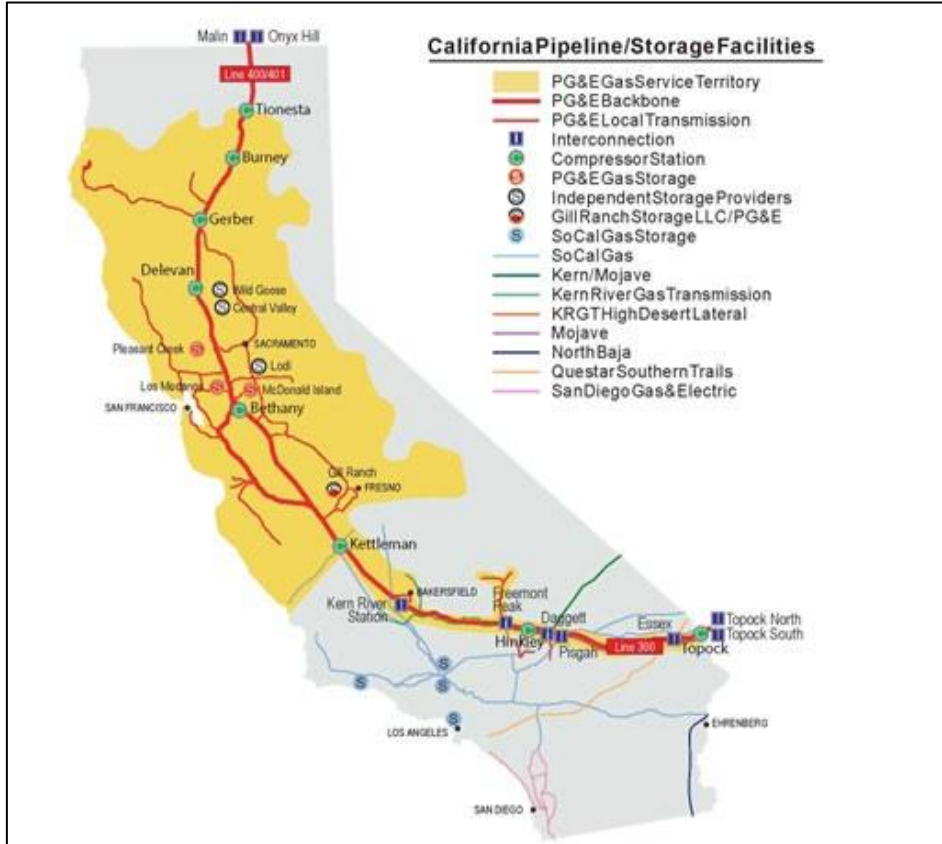 Malin Onyx Hill
Line 400/401
Tionesta
Burney
Gerber
Delevan
Wild Goose
Central Valley
Pleasant Creek
SACRAMENTO
Lodi
Los Medanos
McDonald Island
SAN FRANCISCO
Bethany
Gill Ranch
FRESNO
Kettleman
BAKERSFIELD
Kern River
Station
Freemont
Peak
Daggett
Hinkley
Pisgah
Essex
Line 300
Topock
Topock North
Topock South
LOS ANGELES
EHRENBERG
SAN DIEGO
California Pipeline/Storage Facilities
PG&E Gas Service Territory
PG&E Backbone
PG&E Local Transmission
I Interconnection
C Compressor Station
S PG&E Gas Storage
S Independent Storage Providers
Gill Ranch Storage LLC/PG&E
S SoCal Gas Storage
SoCal Gas
Kern/Mojave
Kern River Gas Transmission
KRGT High Desert Lateral
Mojave
North Baja
Questar Southern Trails
San Diego Gas & Electric